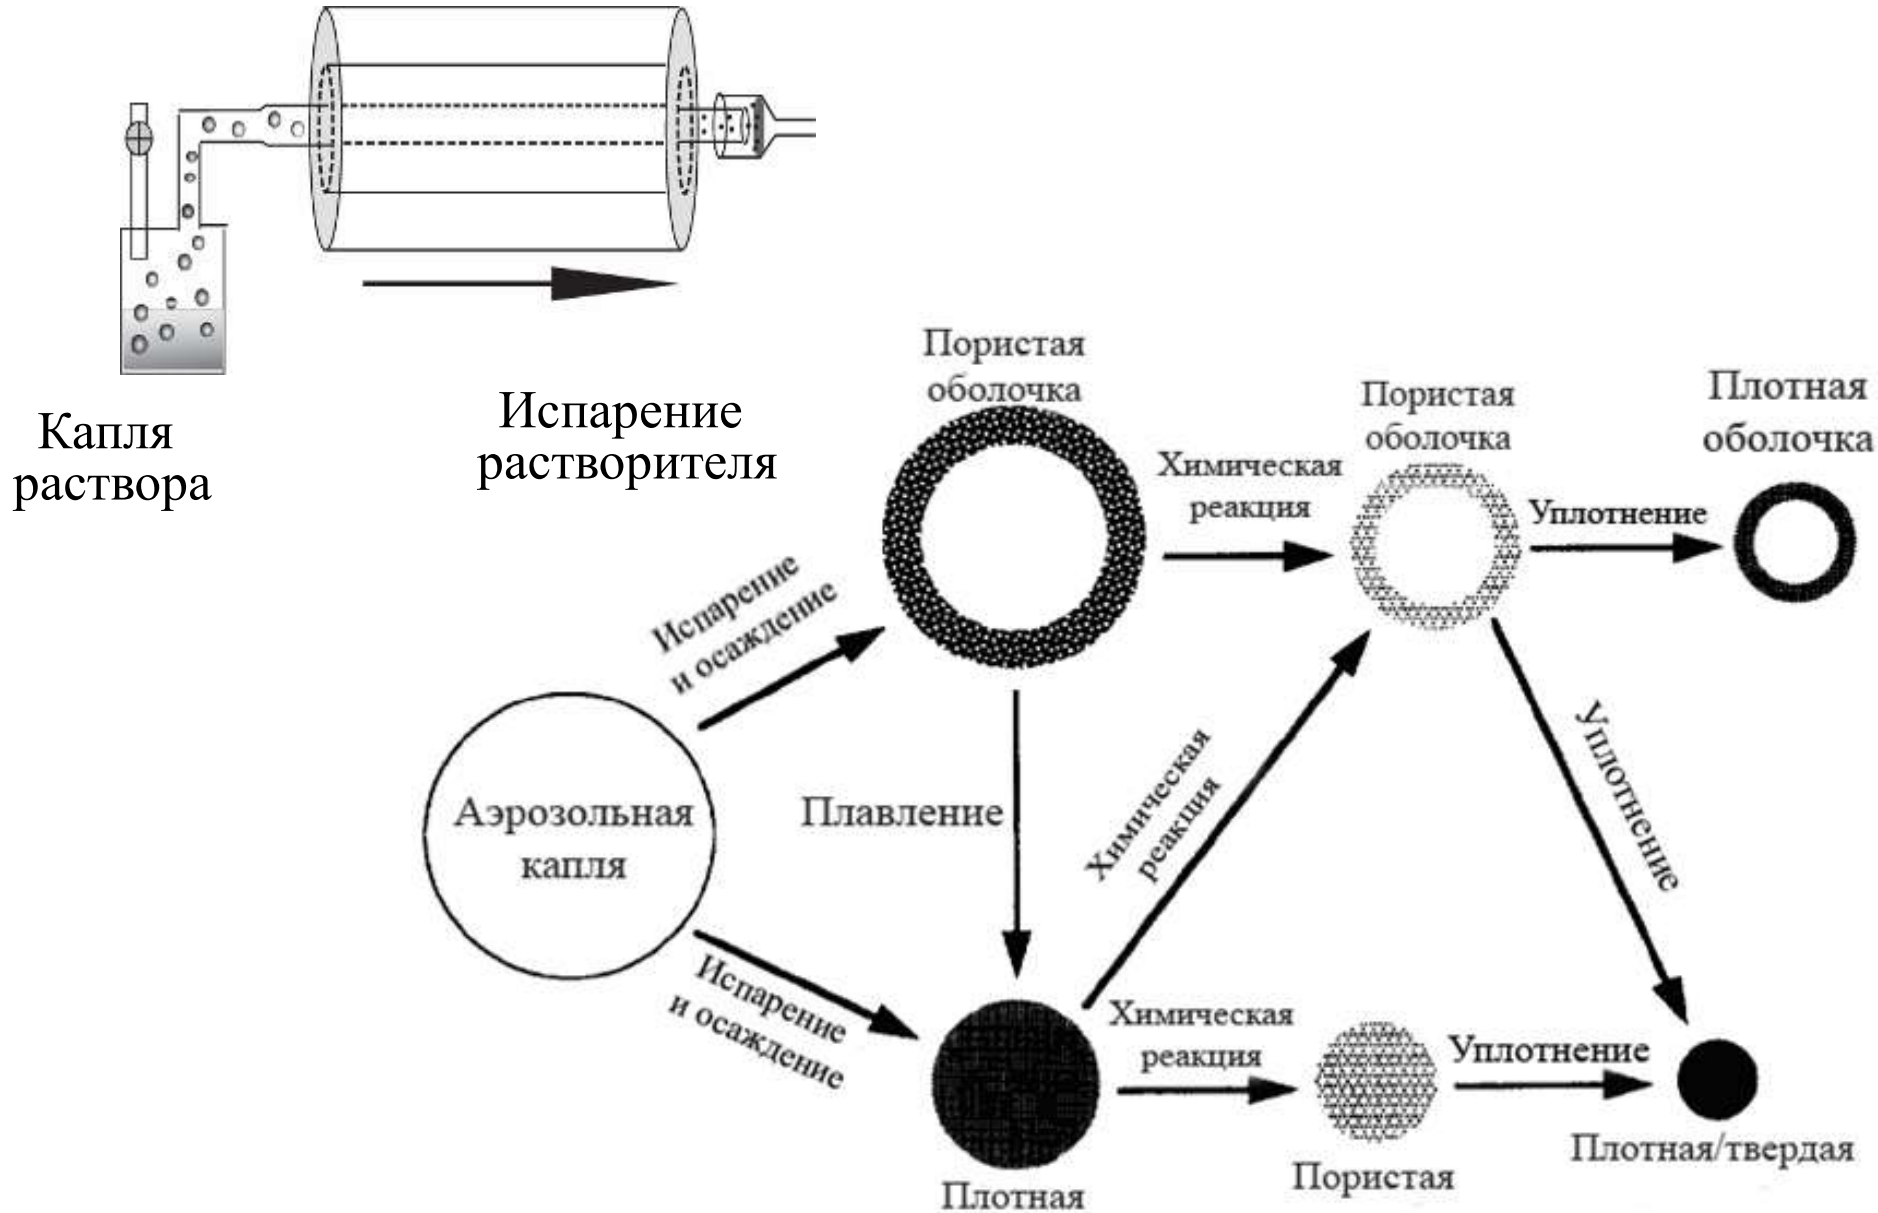 Капля
раствора
Испарение
растворителя
Пористая
оболочка
Пористая
оболочка
Плотная
оболочка
Химическая
реакция
Уплотнение
Испарение
и осаждение
Аэрозольная
капля
Плавление
Химическая
реакция
Уплотнение
Испарение
и осаждение
Химическая
реакция
Уплотнение
Плотная
Пористая
Плотная/твердая